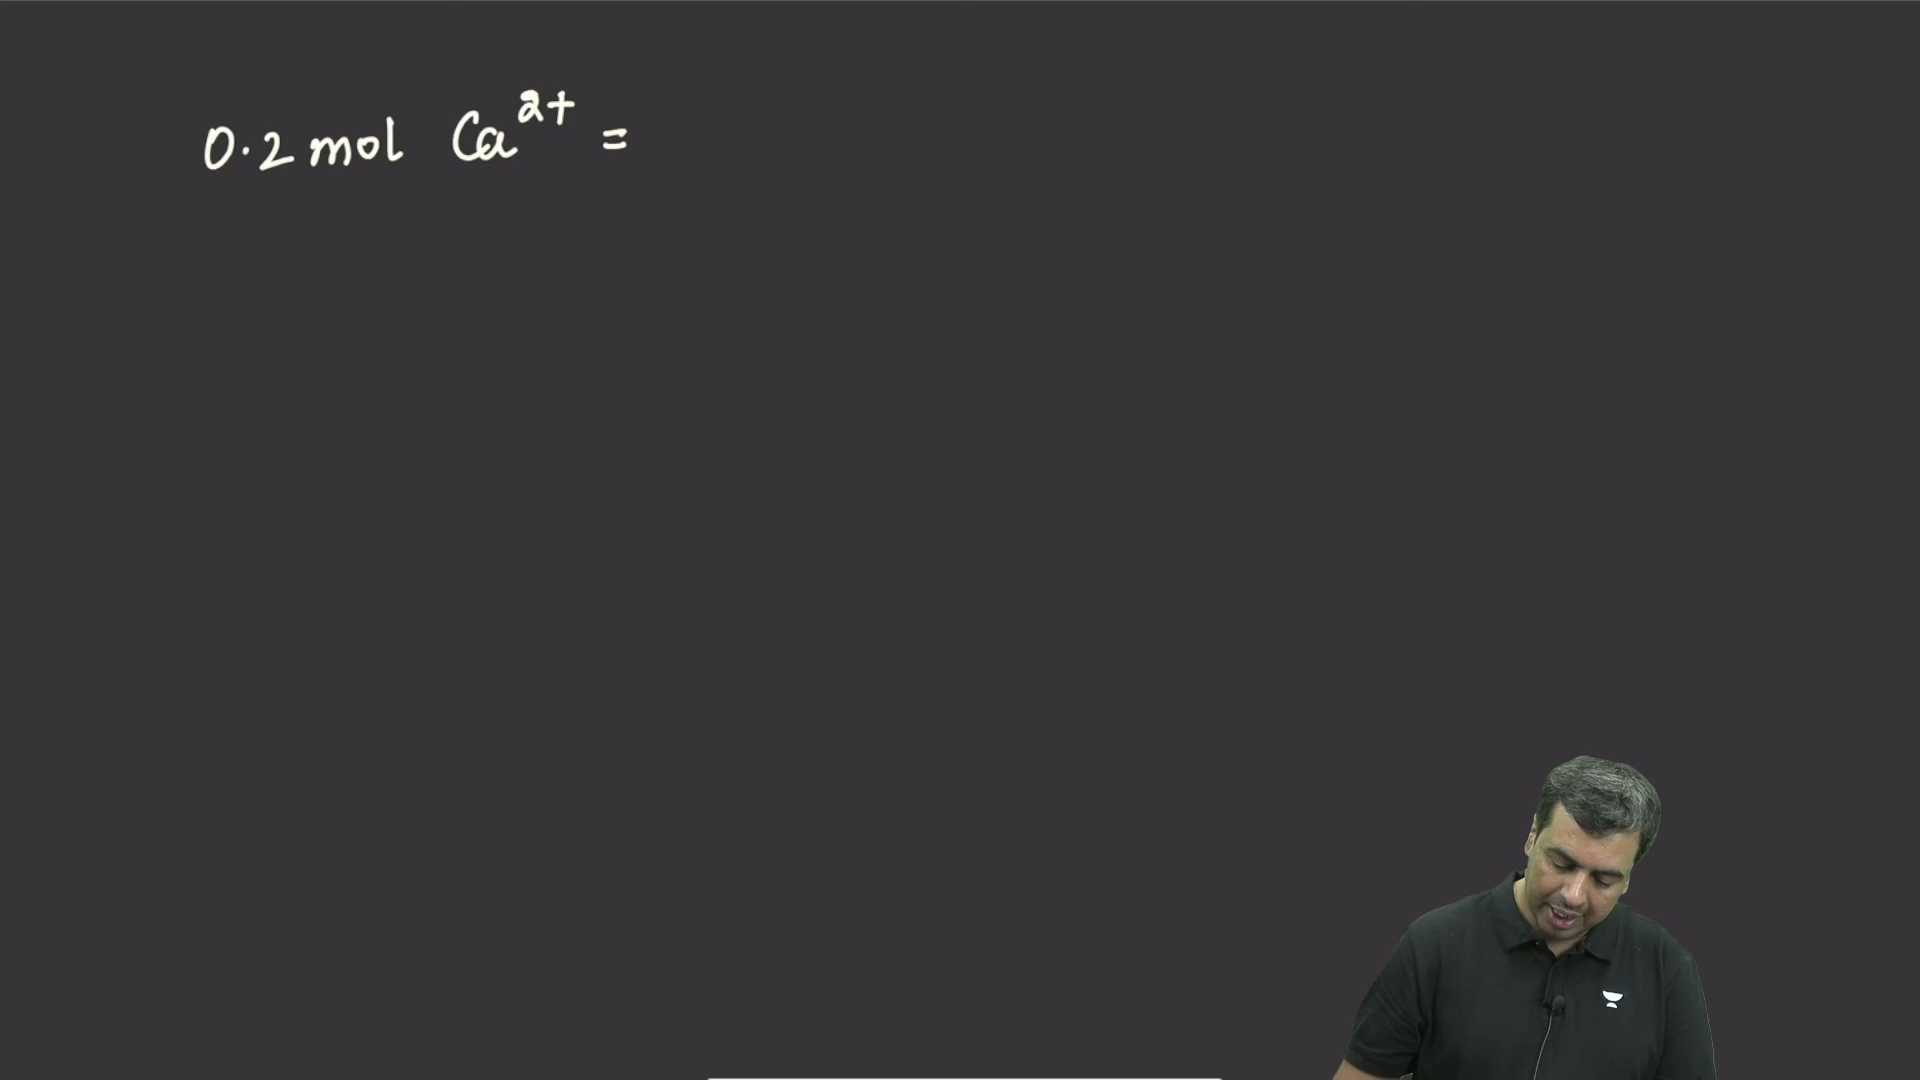 0.2 mol Ca²⁺ =